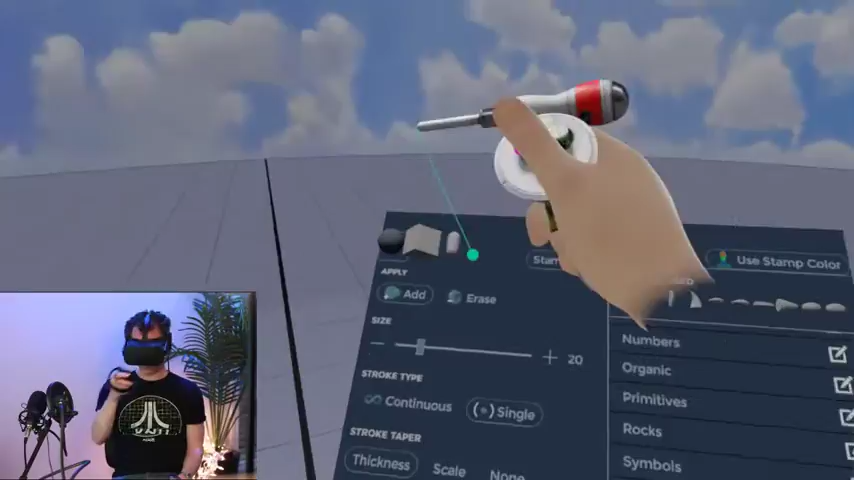 Use Stamp Color
APPLY
Add
Erase
SIZE
20
STROKE TYPE
Continuous
Single
STROKE TAPER
Thickness
Scale
None
Numbers
Organic
Primitives
Rocks
Symbols
ATARI